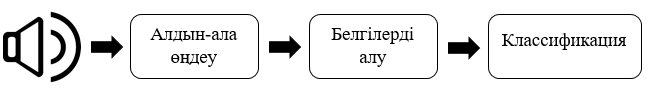 Алдын-ала
өңдеу
Белгілерді
алу
Классификация